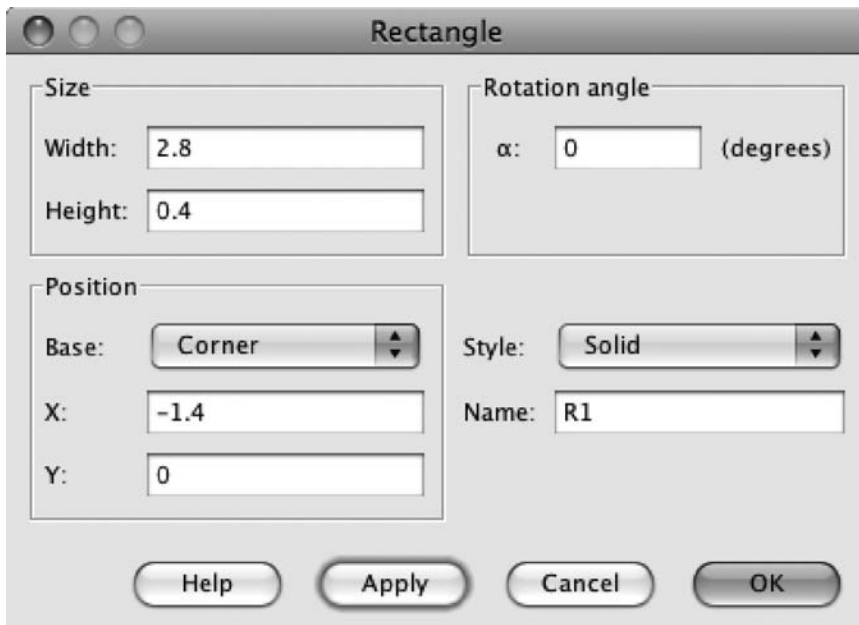 Rectangle
Size
Width: 2.8
Height: 0.4
Rotation angle
α: 0 (degrees)
Position
Base: Corner
X: -1.4
Y: 0
Style: Solid
Name: R1
Help Apply Cancel OK